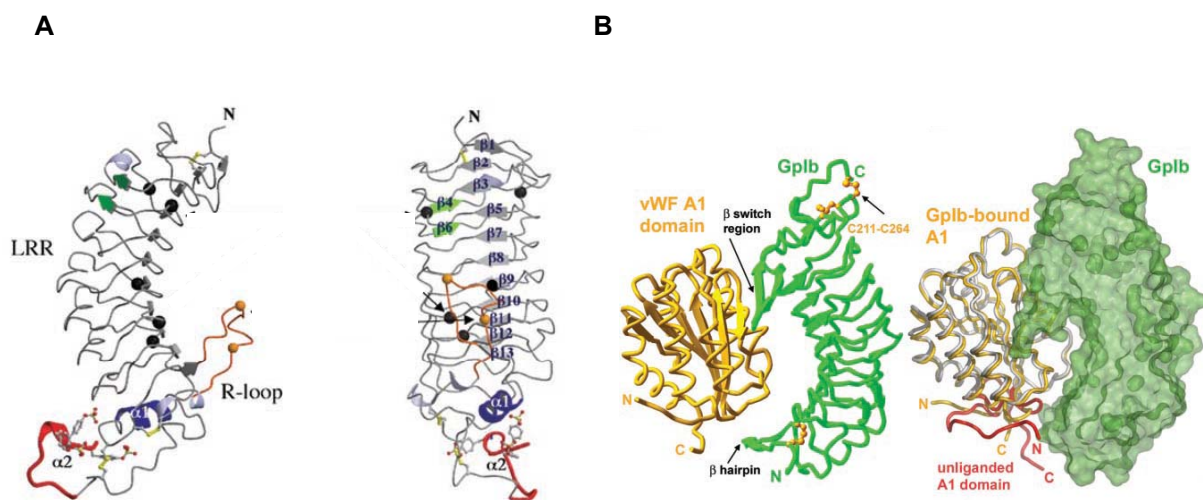 A
B
N
LRR
R-loop
α1
α2
N
β1
β2
β3
β4
β5
β6
β7
β8
β9
β10
β11
β12
β13
α1
α2
vWF A1
domain
β switch
region
GpIb
C
C211-C264
N
C
β hairpin
N
GpIb
GpIb-bound
A1
N
C
N
C
unliganded
A1 domain